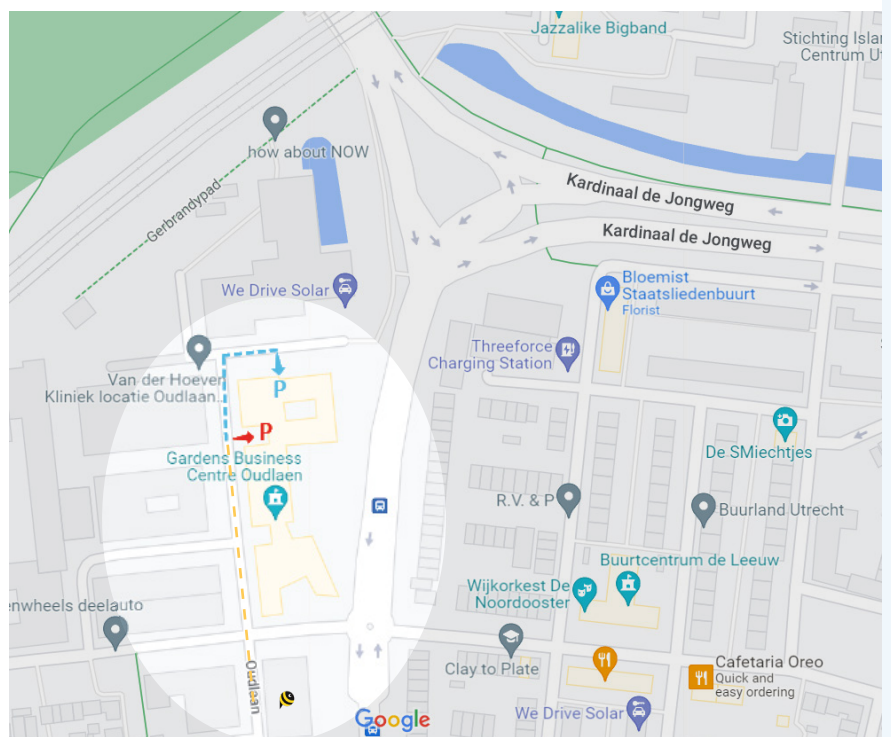 Jazzalike Bigband
Stichting Islan
Centrum Ut
how about NOW
Kardinaal de Jongweg
Kardinaal de Jongweg
Gerbrandypad
We Drive Solar
Bloemist
Staatsliedenbuurt
Florist
Threeforce
Charging Station
Van der Hoeven
Kliniek locatie Oudlaan...
P
P
Gardens Business
Centre Oudlaen
De SMiechtjes
R.V. & P
Buurland Utrecht
Buurtcentrum de Leeuw
Wijkorkest De
Noordooster
enwheels deelauto
Clay to Plate
Cafetaria Oreo
Quick and
easy ordering
Oudlaan
Google
We Drive Solar